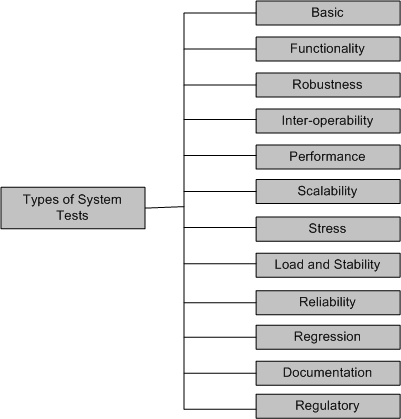 Basic
Functionality
Robustness
Inter-operability
Performance
Types of System
Tests
Scalability
Stress
Load and Stability
Reliability
Regression
Documentation
Regulatory